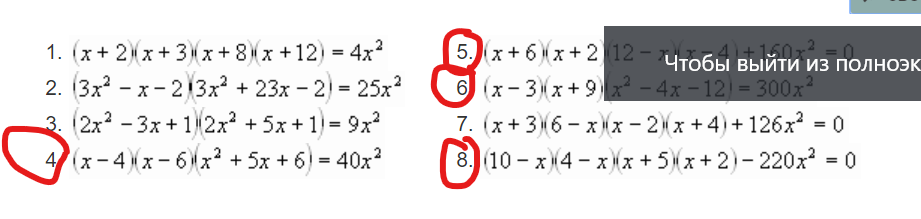 1. (x + 2)(x + 3)(x + 8)(x + 12) = 4x²
2. (3x² − x − 2)(3x² + 23x − 2) = 25x²
3. (2x² − 3x + 1)(2x² + 5x + 1) = 9x²
4. (x − 4)(x − 6)(x² + 5x + 6) = 40x²
5. (x + 6)(x + 2)(12 − x)(x − 4) + 160x² = 0
6. (x − 3)(x + 9)(x² − 4x − 12) = 300x²
7. (x + 3)(6 − x)(x − 2)(x + 4) + 126x² = 0
8. (10 − x)(4 − x)(x + 5)(x + 2) − 220x² = 0
Чтобы выйти из полноэк